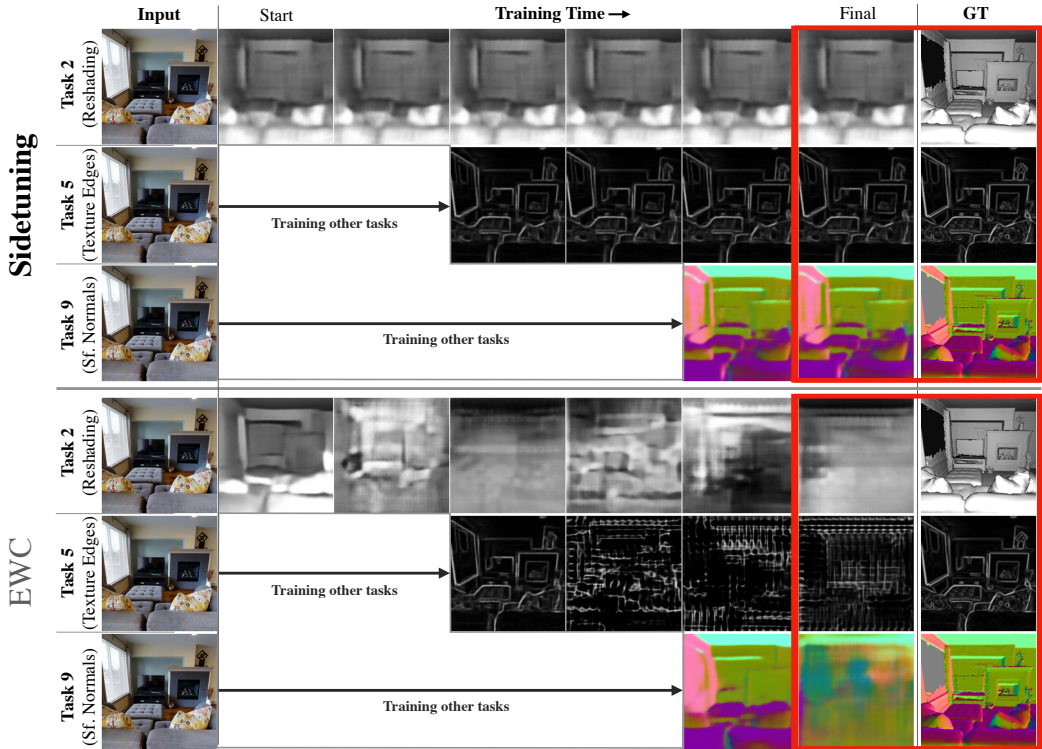 Input
Start
Training Time →
Final
GT
Sidetuning
Task 2
(Reshading)
Task 5
(Texture Edges)
Training other tasks
Task 9
(Sf. Normals)
Training other tasks
EWC
Task 2
(Reshading)
Task 5
(Texture Edges)
Training other tasks
Task 9
(Sf. Normals)
Training other tasks